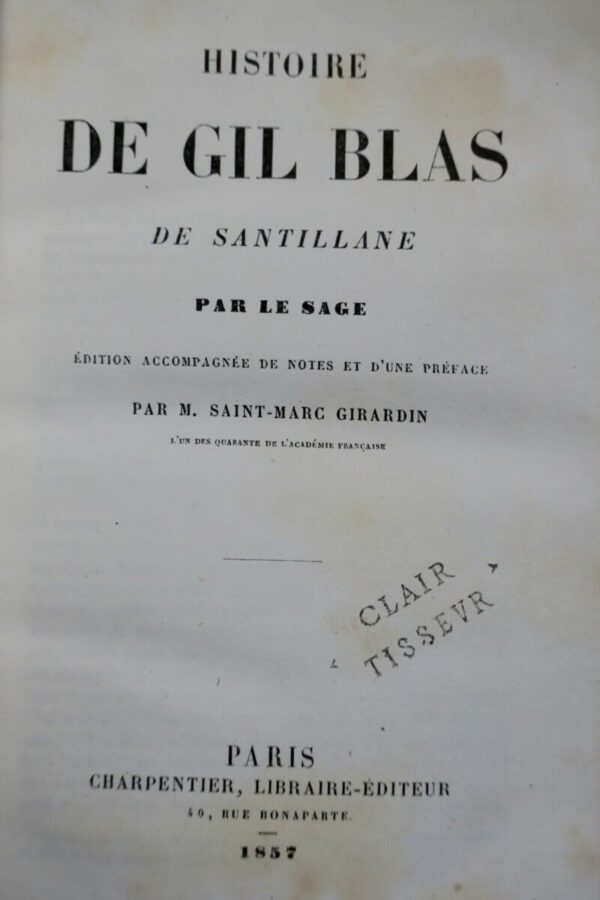 HISTOIRE
DE GIL BLAS
DE SANTILLANE
PAR LE SAGE
ÉDITION ACCOMPAGNÉE DE NOTES ET D'UNE PRÉFACE
PAR M. SAINT-MARC GIRARDIN
L'UN DES QUARANTE DE L'ACADÉMIE FRANÇAISE
CLAIR
TISSEVR
PARIS
CHARPENTIER, LIBRAIRE-ÉDITEUR
40, RUE BONAPARTE.
1857